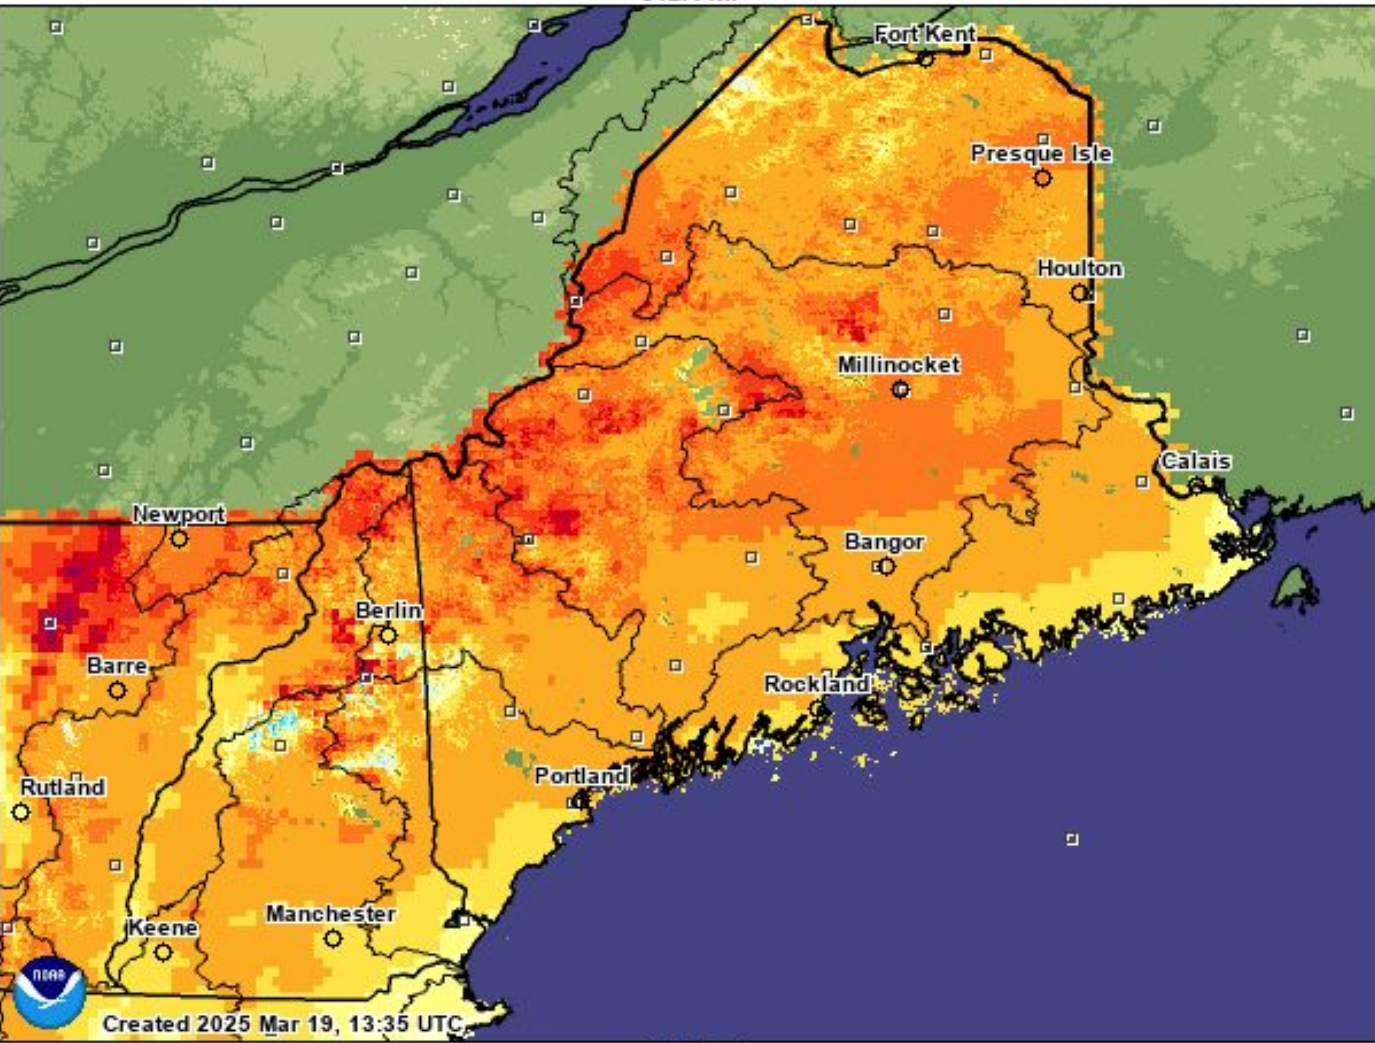 Fort Kent
Presque Isle
Houlton
Millinocket
Calais
Newport
Bangor
Berlin
Barre
Rockland
Portland
Rutland
Manchester
Keene
NOAA
Created 2025 Mar 19, 13:35 UTC